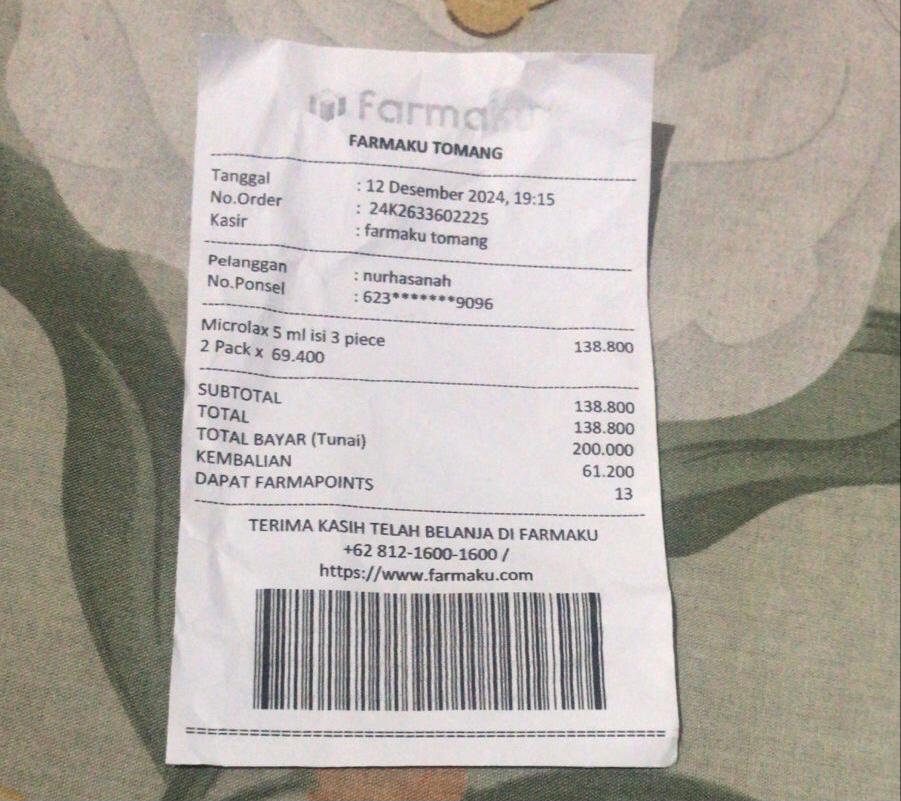 farmaku
FARMAKU TOMANG
Tanggal : 12 Desember 2024, 19:15
No.Order : 24K2633602225
Kasir : farmaku tomang
Pelanggan : nurhasanah
No.Ponsel : 623*******9096
Microlax 5 ml isi 3 piece 138.800
2 Pack x 69.400
SUBTOTAL 138.800
TOTAL 138.800
TOTAL BAYAR (Tunai) 200.000
KEMBALIAN 61.200
DAPAT FARMAPOINTS 13
TERIMA KASIH TELAH BELANJA DI FARMAKU
+62 812-1600-1600 /
https://www.farmaku.com